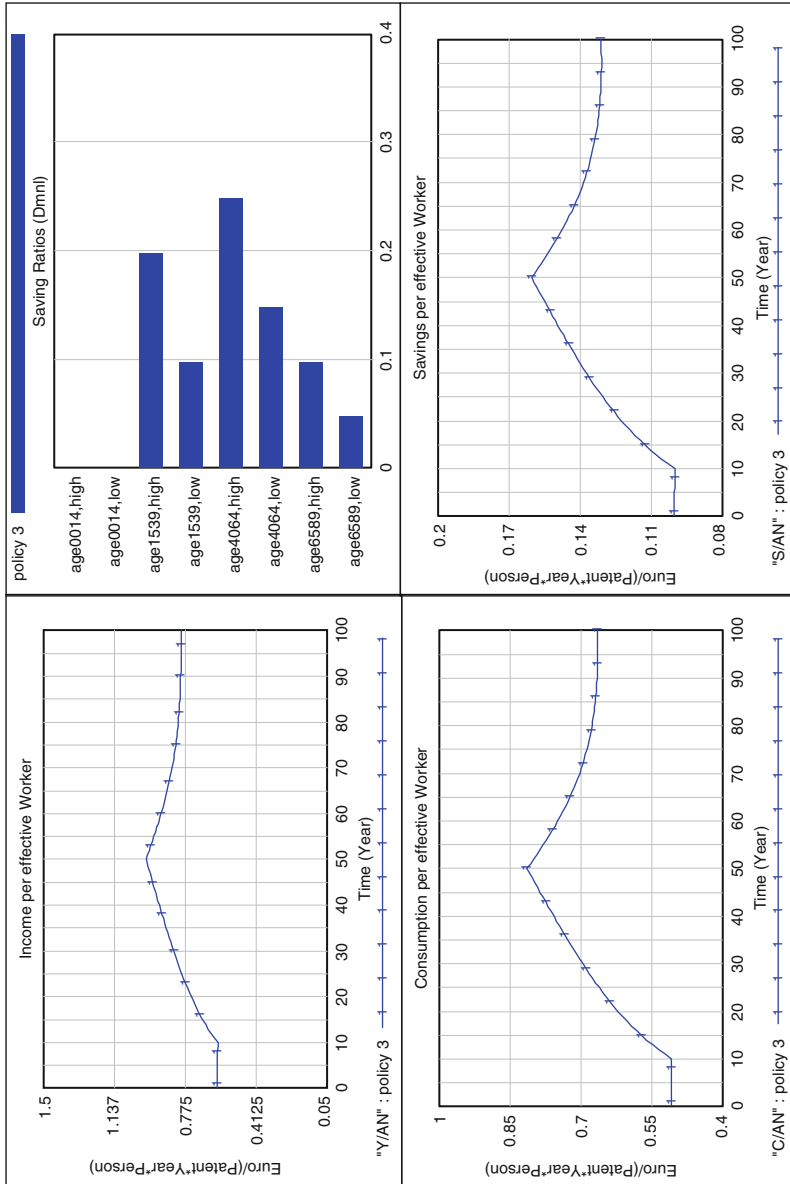 Income per effective Worker
Euro/(Patent*Year*Person)
1.5
1.137
0.775
0.4125
0.05
0 10 20 30 40 50 60 70 80 90 100
Time (Year)
"Y/AN" : policy 3
policy 3
Saving Ratios (Dmnl)
age0014,high
age0014,low
age1539,high
age1539,low
age4064,high
age4064,low
age6589,high
age6589,low
0 0.1 0.2 0.3 0.4
Consumption per effective Worker
Euro/(Patent*Year*Person)
1
0.85
0.7
0.55
0.4
0 10 20 30 40 50 60 70 80 90 100
Time (Year)
"C/AN" : policy 3
Savings per effective Worker
Euro/(Patent*Year*Person)
0.2
0.17
0.14
0.11
0.08
0 10 20 30 40 50 60 70 80 90 100
Time (Year)
"S/AN" : policy 3